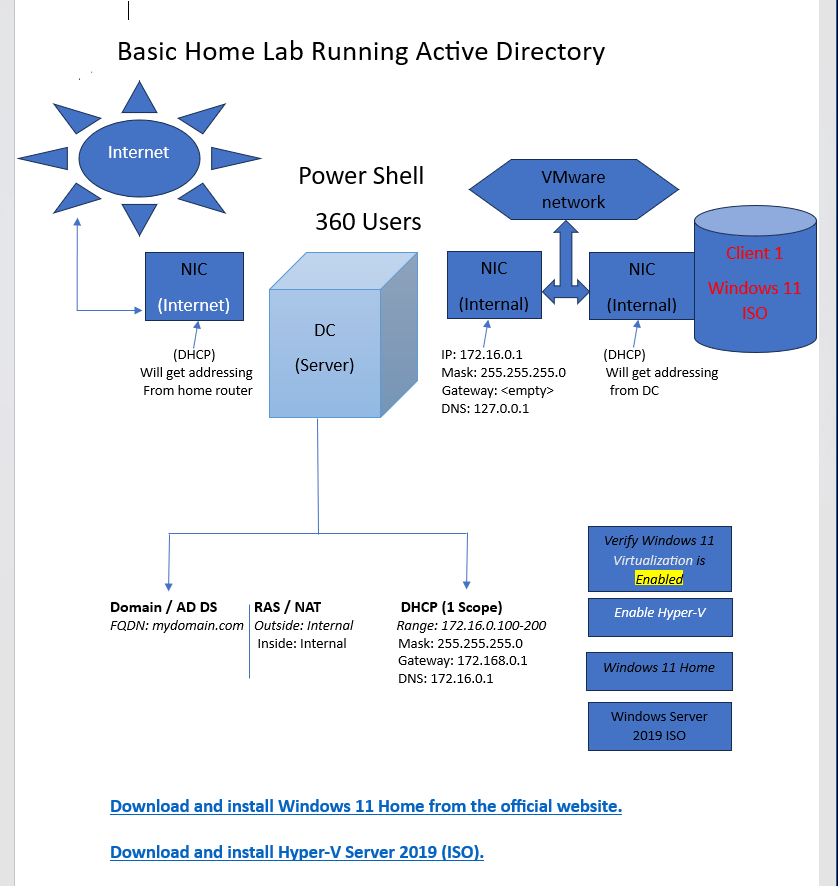 Basic Home Lab Running Active Directory
Internet
Power Shell
360 Users
VMware
network
NIC
(Internet)
DC
(Server)
NIC
(Internal)
NIC
(Internal)
Client 1
Windows 11
ISO
(DHCP)
Will get addressing
From home router
IP: 172.16.0.1
Mask: 255.255.255.0
Gateway: <empty>
DNS: 127.0.0.1
(DHCP)
Will get addressing
from DC
Domain / AD DS
FQDN: mydomain.com
RAS / NAT
Outside: Internal
Inside: Internal
DHCP (1 Scope)
Range: 172.16.0.100-200
Mask: 255.255.255.0
Gateway: 172.168.0.1
DNS: 172.16.0.1
Verify Windows 11
Virtualization is
Enabled
Enable Hyper-V
Windows 11 Home
Windows Server
2019 ISO
Download and install Windows 11 Home from the official website.
Download and install Hyper-V Server 2019 (ISO).